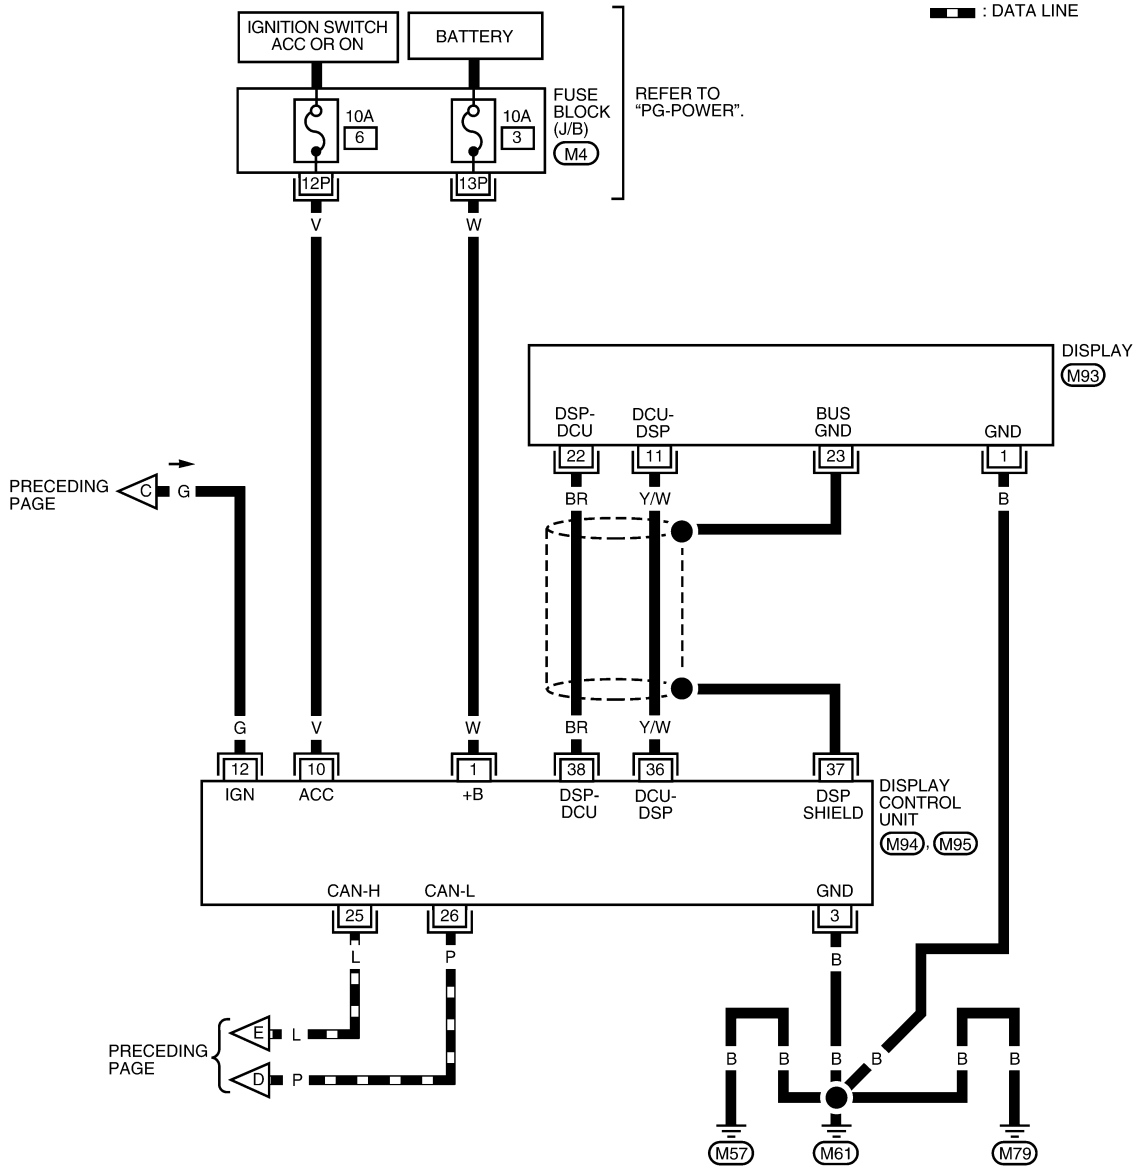 : DATA LINE
IGNITION SWITCH
ACC OR ON
BATTERY
REFER TO
“PG-POWER”.
FUSE
BLOCK
(J/B)
M4
10A
6
10A
3
12P
13P
V
W
DISPLAY
M93
DSP-
DCU
DCU-
DSP
BUS
GND
GND
22
11
23
1
BR
Y/W
B
PRECEDING
PAGE
C
G
G
V
W
BR
Y/W
12
10
1
38
36
37
IGN
ACC
+B
DSP-
DCU
DCU-
DSP
DSP
SHIELD
DISPLAY
CONTROL
UNIT
M94 , M95
CAN-H
CAN-L
GND
25
26
3
L
P
B
PRECEDING
PAGE
E
L
D
P
B
B
B
B
B
B
M57
M61
M79